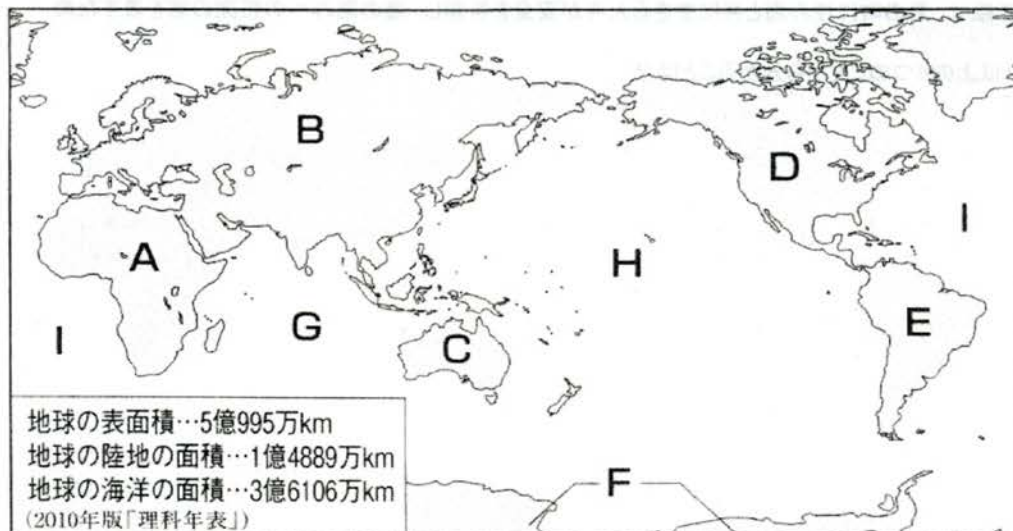 B
D
I
A
H
G
E
I
C
F
地球の表面積…5億995万km
地球の陸地の面積…1億4889万km
地球の海洋の面積…3億6106万km
(2010年版「理科年表」)